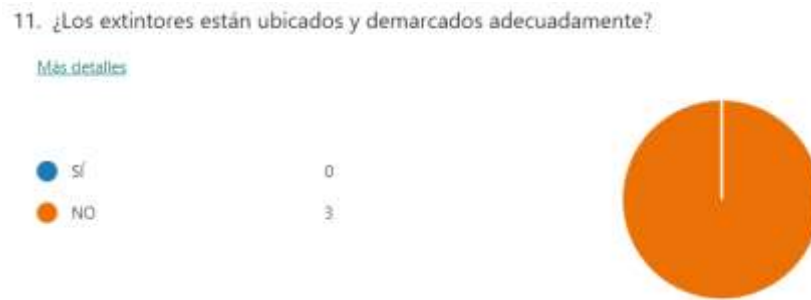 11. ¿Los extintores están ubicados y demarcados adecuadamente?
Más detalles
SÍ 0
NO 3